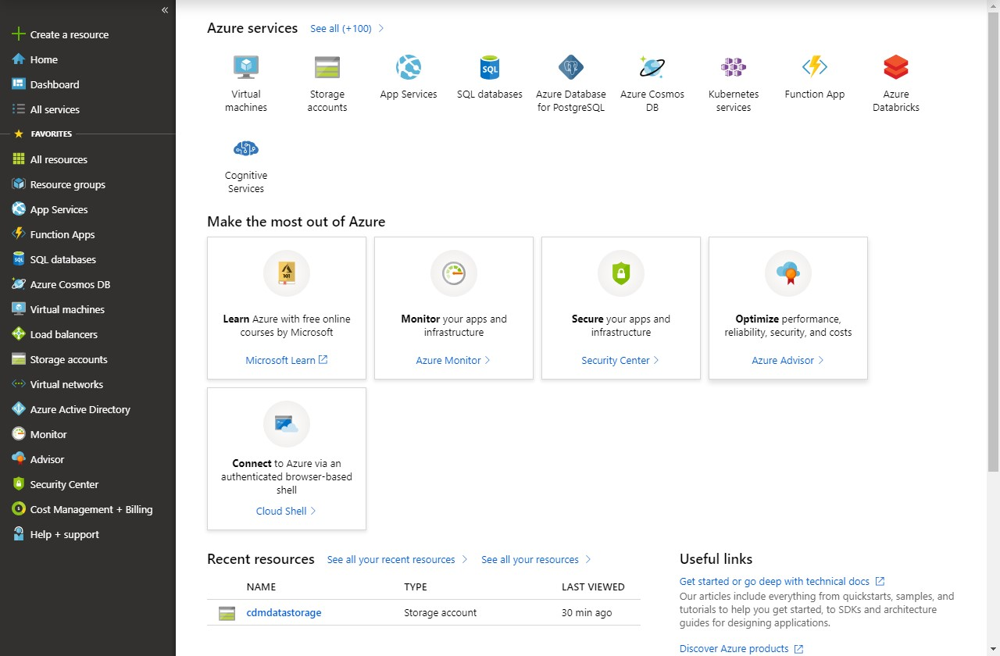 «
Create a resource
Home
Dashboard
All services
FAVORITES
All resources
Resource groups
App Services
Function Apps
SQL databases
Azure Cosmos DB
Virtual machines
Load balancers
Storage accounts
Virtual networks
Azure Active Directory
Monitor
Advisor
Security Center
Cost Management + Billing
Help + support
Azure services See all (+100) >
Virtual machines
Storage accounts
App Services
SQL SQL databases
Azure Database for PostgreSQL
Azure Cosmos DB
Kubernetes services
Function App
Azure Databricks
Cognitive Services
Make the most out of Azure
101
Learn Azure with free online
courses by Microsoft
Microsoft Learn
Monitor your apps and
infrastructure
Azure Monitor >
Secure your apps and
infrastructure
Security Center >
Optimize performance,
reliability, security, and costs
Azure Advisor >
Connect to Azure via an
authenticated browser-based
shell
Cloud Shell >
Recent resources See all your recent resources > See all your resources >
NAME TYPE LAST VIEWED
cdmdatastorage Storage account 30 min ago
Useful links
Get started or go deep with technical docs
Our articles include everything from quickstarts, samples, and
tutorials to help you get started, to SDKs and architecture
guides for designing applications.
Discover Azure products